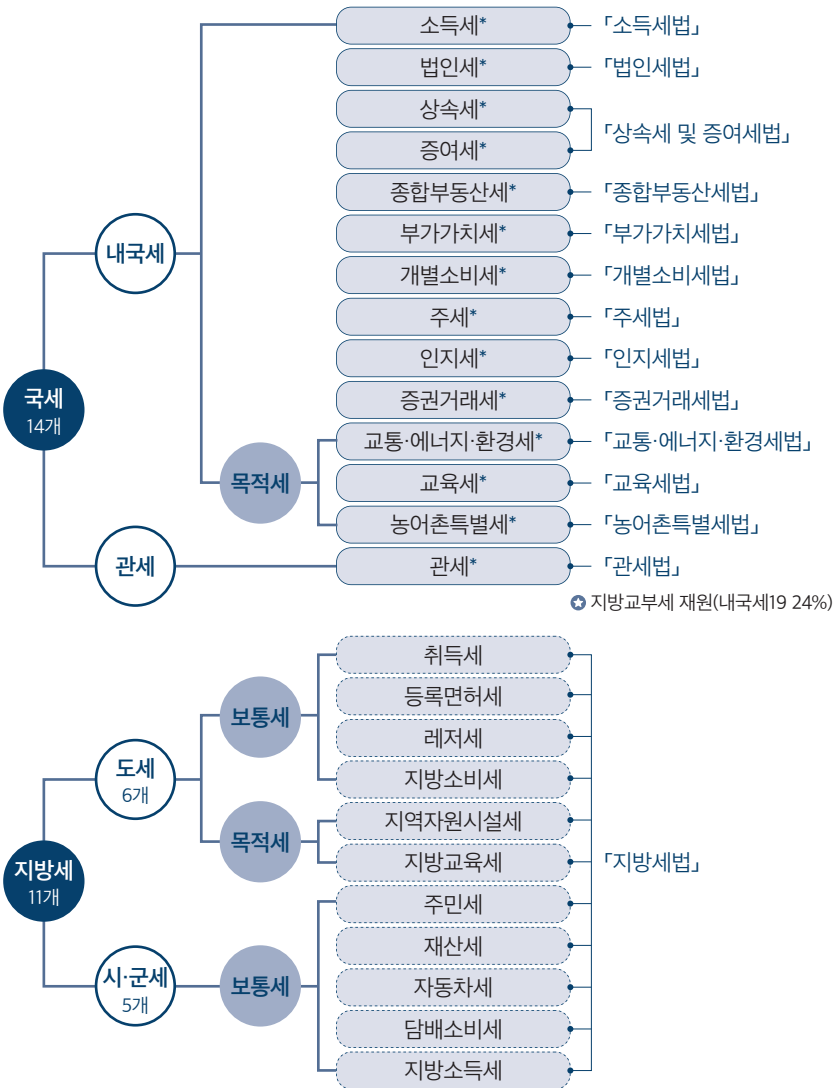 소득세* 「소득세법」
법인세* 「법인세법」
상속세*
「상속세 및 증여세법」
증여세*
종합부동산세* 「종합부동산세법」
부가가치세* 「부가가치세법」
내국세
개별소비세* 「개별소비세법」
주세* 「주세법」
인지세* 「인지세법」
국세
14개
증권거래세* 「증권거래세법」
교통·에너지·환경세* 「교통·에너지·환경세법」
목적세
교육세* 「교육세법」
농어촌특별세* 「농어촌특별세법」
관세
관세* 「관세법」
지방교부세 재원(내국세19 24%)
취득세
등록면허세
보통세
레저세
도세
6개
지방소비세
지역자원시설세
목적세
지방교육세
「지방세법」
지방세
11개
주민세
재산세
시·군세
5개
보통세
자동차세
담배소비세
지방소득세